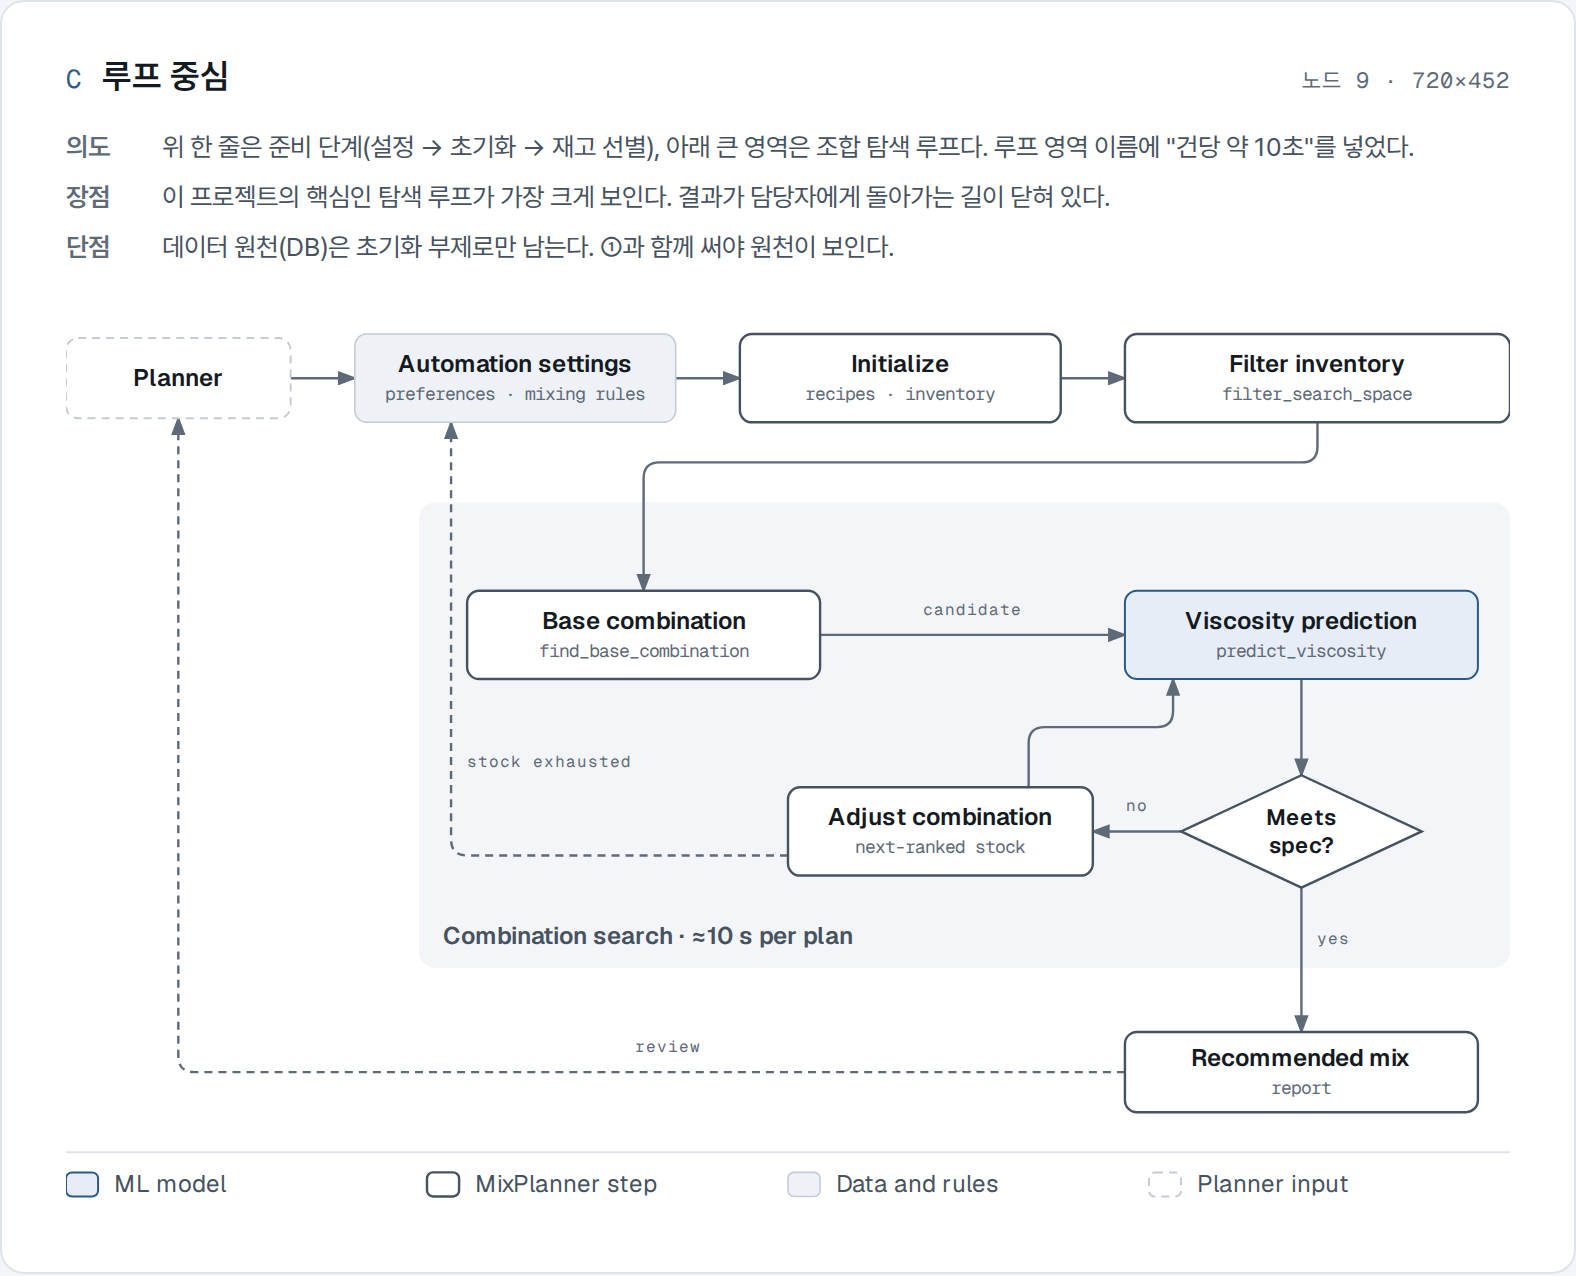 C 루프 중심
노드 9 · 720×452
의도 위 한 줄은 준비 단계(설정 → 초기화 → 재고 선별), 아래 큰 영역은 조합 탐색 루프다. 루프 영역 이름에 "건당 약 10초"를 넣었다.
장점 이 프로젝트의 핵심인 탐색 루프가 가장 크게 보인다. 결과가 담당자에게 돌아가는 길이 닫혀 있다.
단점 데이터 원천(DB)은 초기화 부제로만 남는다. ①과 함께 써야 원천이 보인다.
Planner
Automation settings
preferences · mixing rules
Initialize
recipes · inventory
Filter inventory
filter_search_space
Base combination
find_base_combination
candidate
Viscosity prediction
predict_viscosity
stock exhausted
Adjust combination
next-ranked stock
no
Meets
spec?
Combination search · ≈10 s per plan
yes
review
Recommended mix
report
ML model
MixPlanner step
Data and rules
Planner input